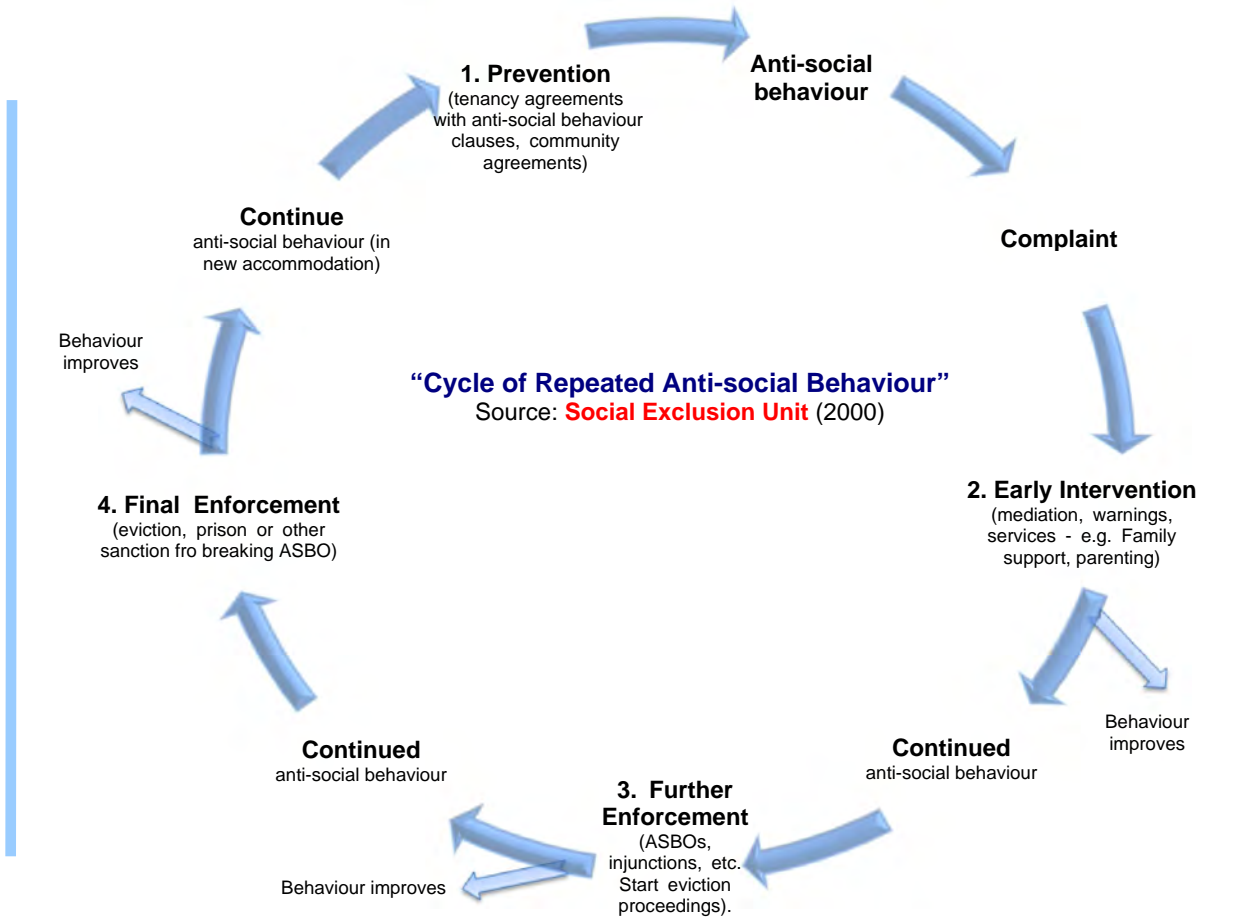 1. Prevention
(tenancy agreements
with anti-social behaviour
clauses, community
agreements)
Anti-social
behaviour
Complaint
2. Early Intervention
(mediation, warnings,
services - e.g. Family
support, parenting)
Behaviour
improves
Continued
anti-social behaviour
3. Further
Enforcement
(ASBOs,
injunctions, etc.
Start eviction
proceedings).
Behaviour improves
Continued
anti-social behaviour
4. Final Enforcement
(eviction, prison or other
sanction fro breaking ASBO)
Behaviour
improves
Continue
anti-social behaviour (in
new accommodation)
“Cycle of Repeated Anti-social Behaviour”
Source: Social Exclusion Unit (2000)